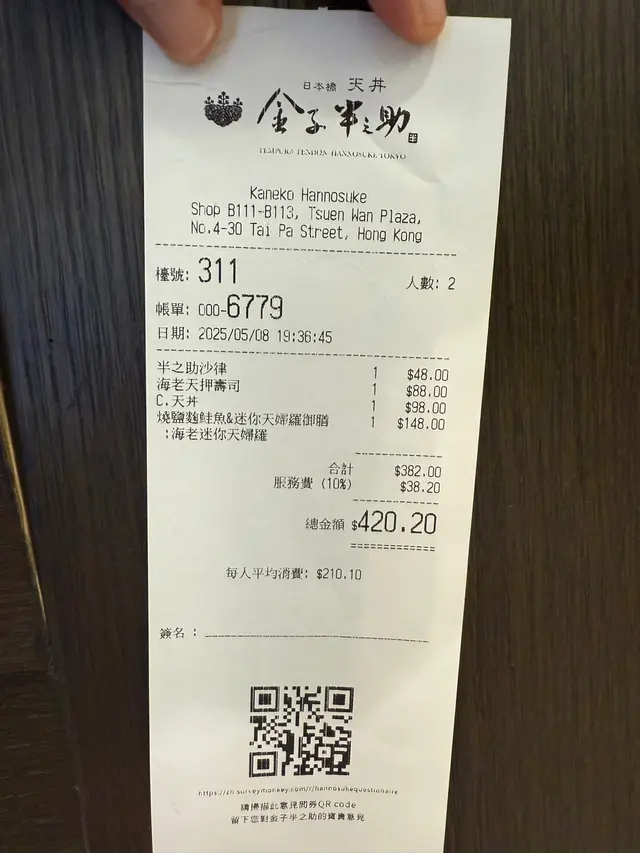 日本橋 天丼
金子半之助
TEMPURA TENDON HANNOSUKE TOKYO
Kaneko Hannosuke
Shop B111-B113, Tsuen Wan Plaza,
No.4-30 Tai Pa Street, Hong Kong
檯號: 311 人數: 2
帳單: 000-6779
日期: 2025/05/08 19:36:45
半之助沙律 1 $48.00
海老天押壽司 1 $88.00
C.天丼 1 $98.00
燒鹽麴鮭魚&迷你天婦羅御膳 1 $148.00
:海老迷你天婦羅
合計 $382.00
服務費 (10%) $38.20
總金額 $420.20
每人平均消費: $210.10
簽名 :
https://zh.surveymonkey.com/r/hannosukequestionaire
請掃描此意見問券QR code
留下您對金子半之助的寶貴意見